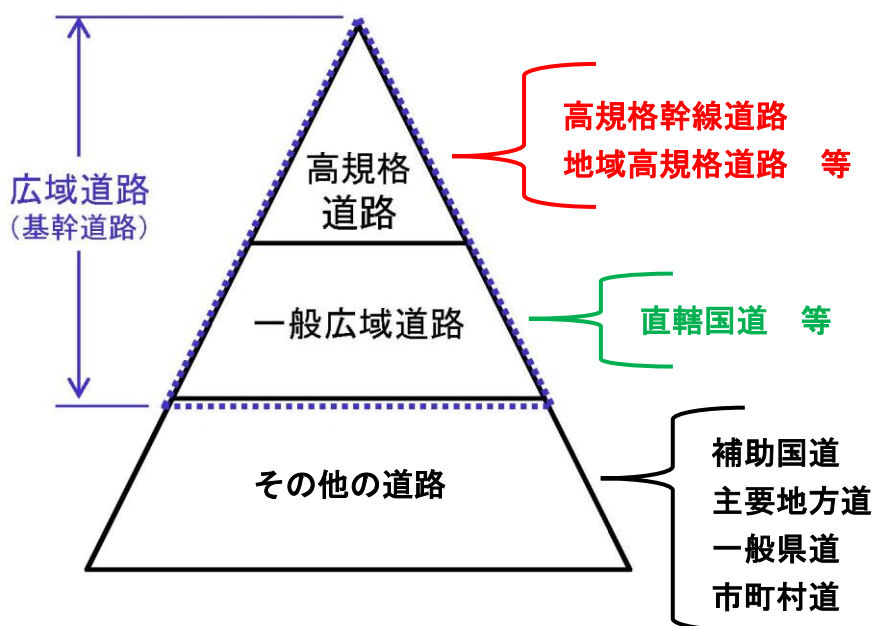 広域道路
(基幹道路)
高規格
道路
高規格幹線道路
地域高規格道路　等
一般広域道路
直轄国道　等
その他の道路
補助国道
主要地方道
一般県道
市町村道